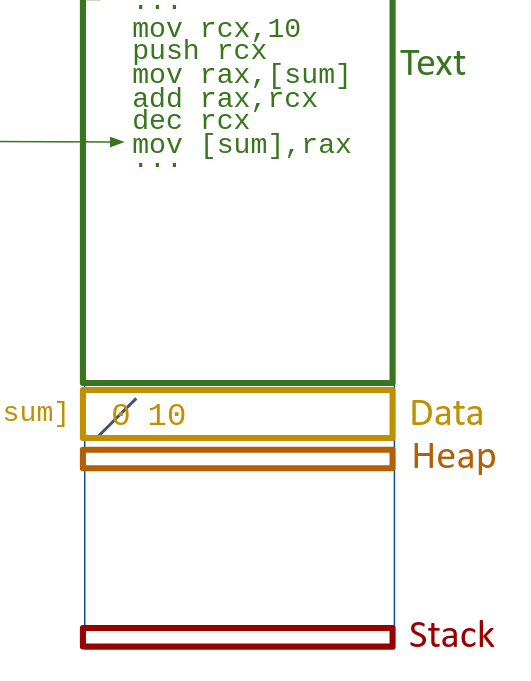 ...
mov rcx,10
push rcx
Text
mov rax,[sum]
add rax,rcx
dec rcx
mov [sum],rax
...
sum] 0 10 Data
Heap
Stack